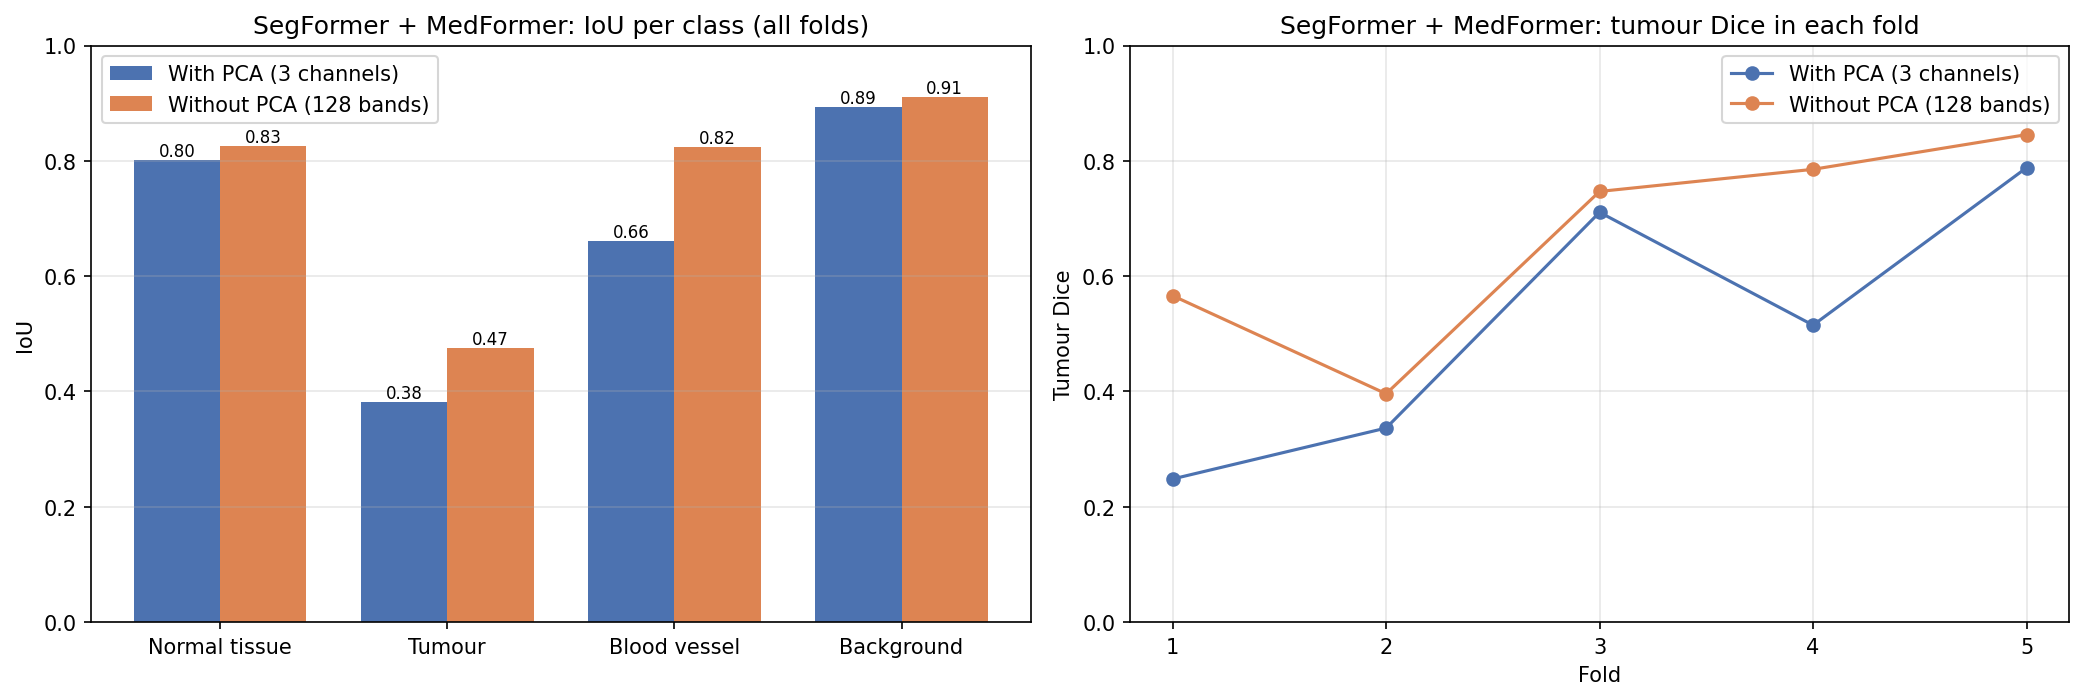 SegFormer + MedFormer: IoU per class (all folds)
With PCA (3 channels)
Without PCA (128 bands)
IoU
1.0
0.8
0.6
0.4
0.2
0.0
0.80
0.83
0.38
0.47
0.66
0.82
0.89
0.91
Normal tissue
Tumour
Blood vessel
Background
SegFormer + MedFormer: tumour Dice in each fold
With PCA (3 channels)
Without PCA (128 bands)
Tumour Dice
1.0
0.8
0.6
0.4
0.2
0.0
1
2
3
4
5
Fold